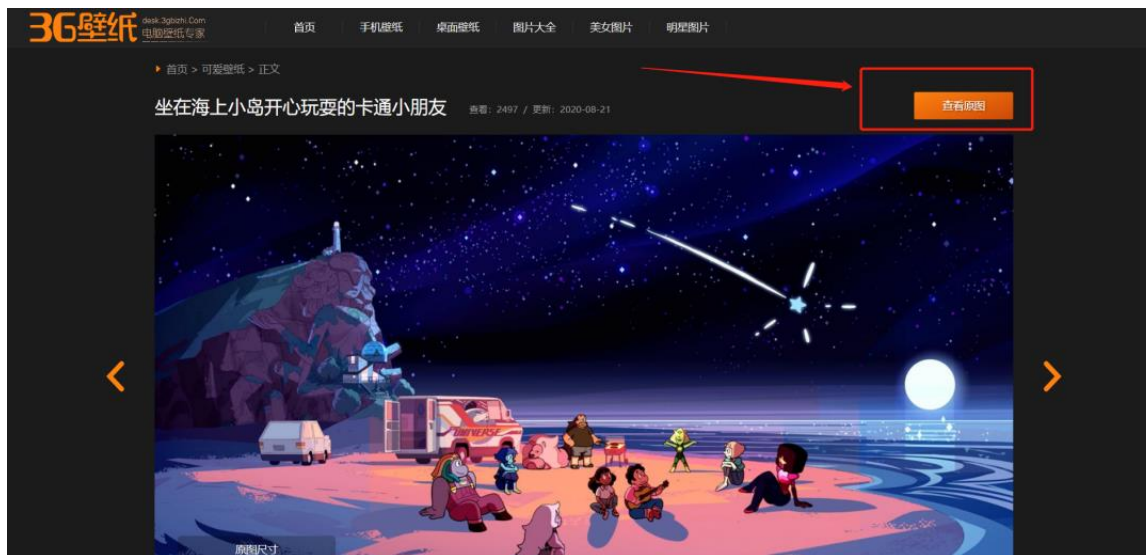 3G壁纸 desk.3gbizhi.Com
电脑壁纸专家
首页 手机壁纸 桌面壁纸 图片大全 美女图片 明星图片
首页 > 可爱壁纸 > 正文
坐在海上小岛开心玩耍的卡通小朋友 查看: 2497 / 更新: 2020-08-21
查看原图
UNIVERSE
原图尺寸